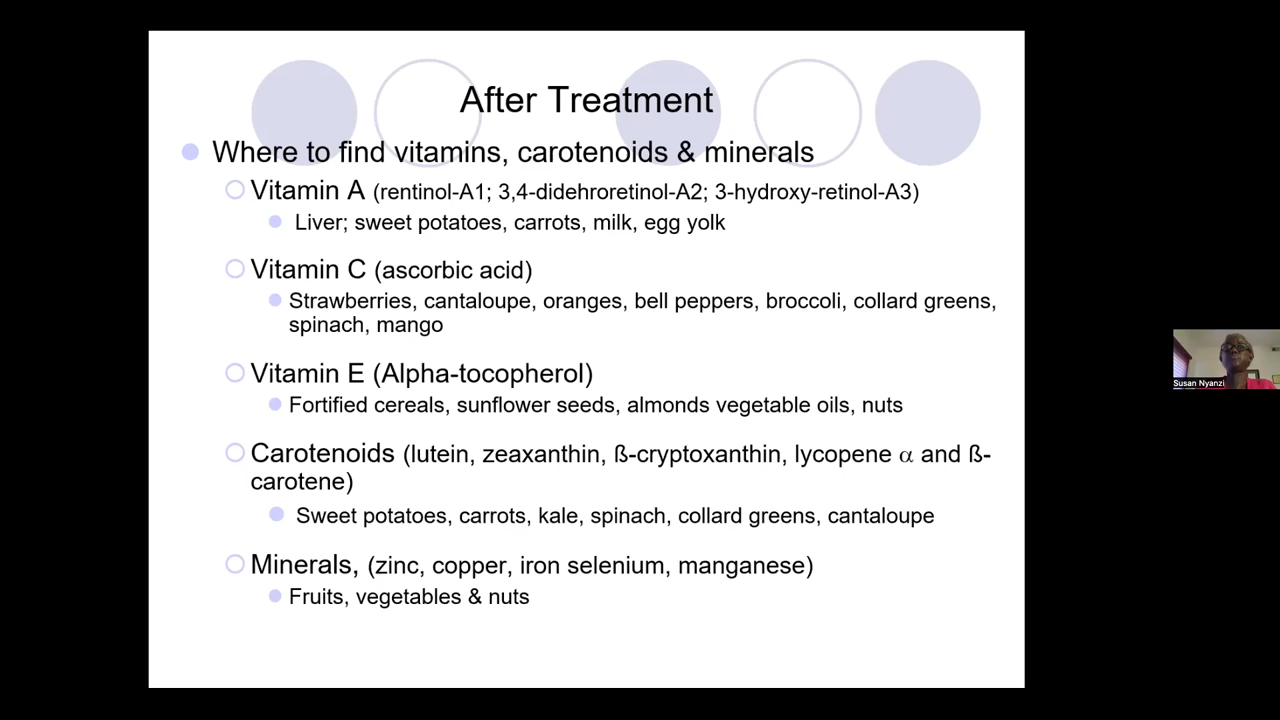 After Treatment
Where to find vitamins, carotenoids & minerals
Vitamin A (rentinol-A1; 3,4-didehroretinol-A2; 3-hydroxy-retinol-A3)
Liver; sweet potatoes, carrots, milk, egg yolk
Vitamin C (ascorbic acid)
Strawberries, cantaloupe, oranges, bell peppers, broccoli, collard greens,
spinach, mango
Vitamin E (Alpha-tocopherol)
Fortified cereals, sunflower seeds, almonds vegetable oils, nuts
Carotenoids (lutein, zeaxanthin, ß-cryptoxanthin, lycopene α and ß-
carotene)
Sweet potatoes, carrots, kale, spinach, collard greens, cantaloupe
Minerals, (zinc, copper, iron selenium, manganese)
Fruits, vegetables & nuts
Susan Nyanzi